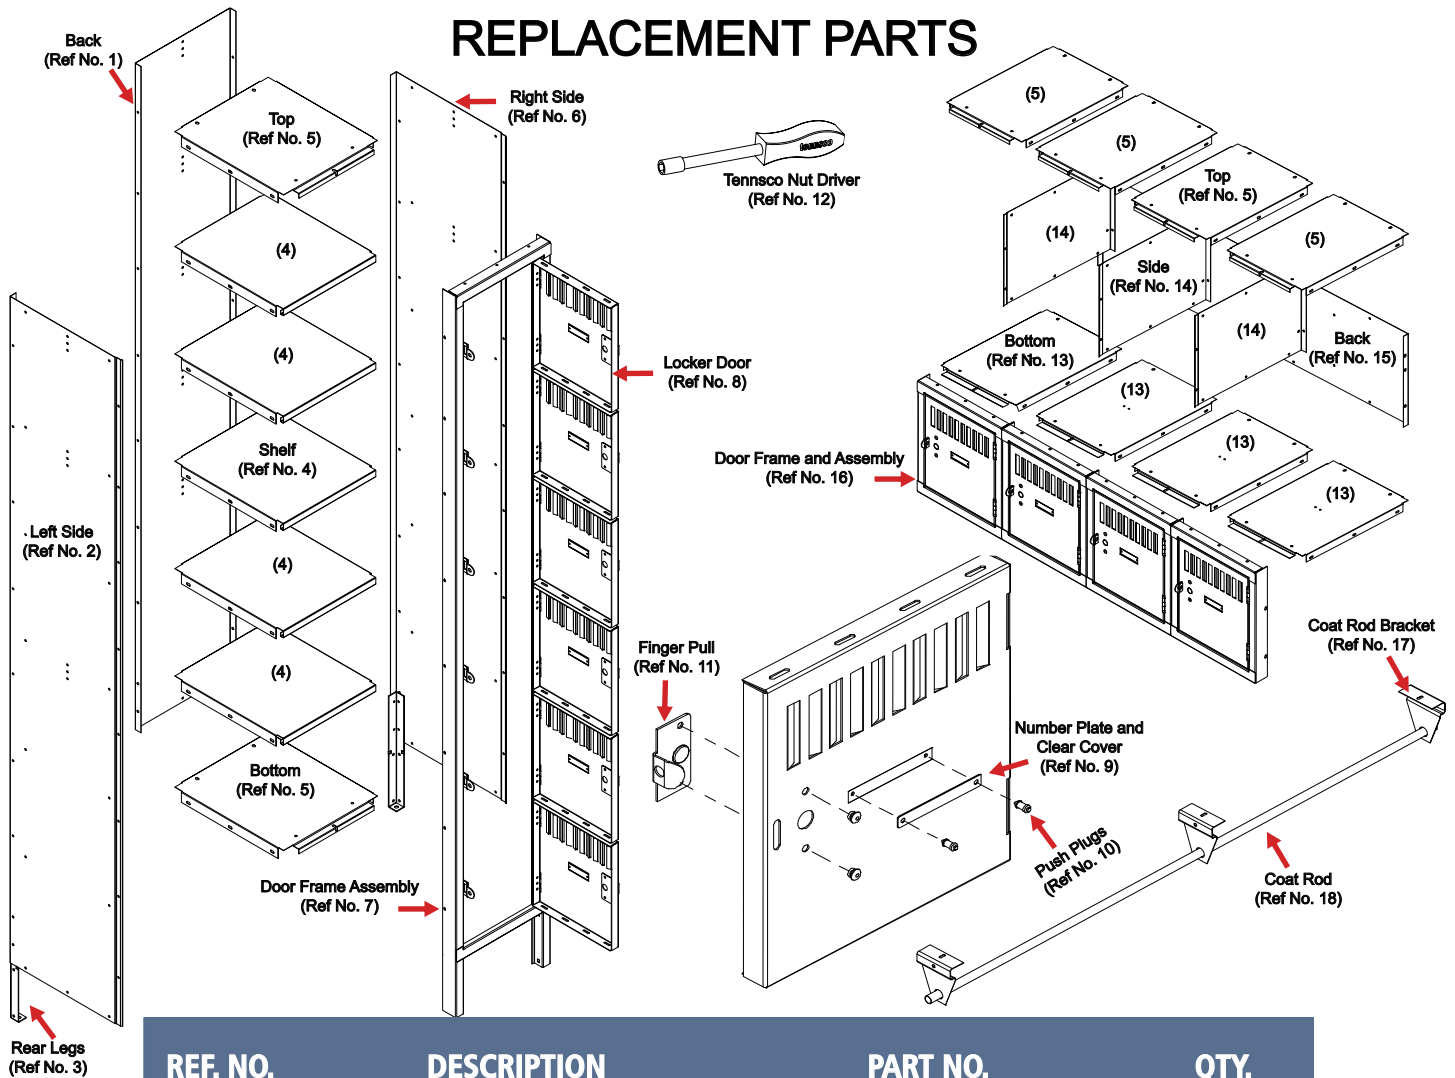 REPLACEMENT PARTS
Back
(Ref No. 1)
Top
(Ref No. 5)
Right Side
(Ref No. 6)
tennsco
Tennsco Nut Driver
(Ref No. 12)
(5)
(5)
Top
(Ref No. 5)
(5)
(4)
(14)
Side
(Ref No. 14)
(14)
Back
(Ref No. 15)
(4)
Bottom
(Ref No. 13)
(13)
(13)
(13)
Locker Door
(Ref No. 8)
Shelf
(Ref No. 4)
Door Frame and Assembly
(Ref No. 16)
Left Side
(Ref No. 2)
(4)
(4)
Finger Pull
(Ref No. 11)
Coat Rod Bracket
(Ref No. 17)
Number Plate and
Clear Cover
(Ref No. 9)
Bottom
(Ref No. 5)
Push Plugs
(Ref No. 10)
Door Frame Assembly
(Ref No. 7)
Coat Rod
(Ref No. 18)
Rear Legs
(Ref No. 3)
REF. NO. DESCRIPTION PART NO. QTY.